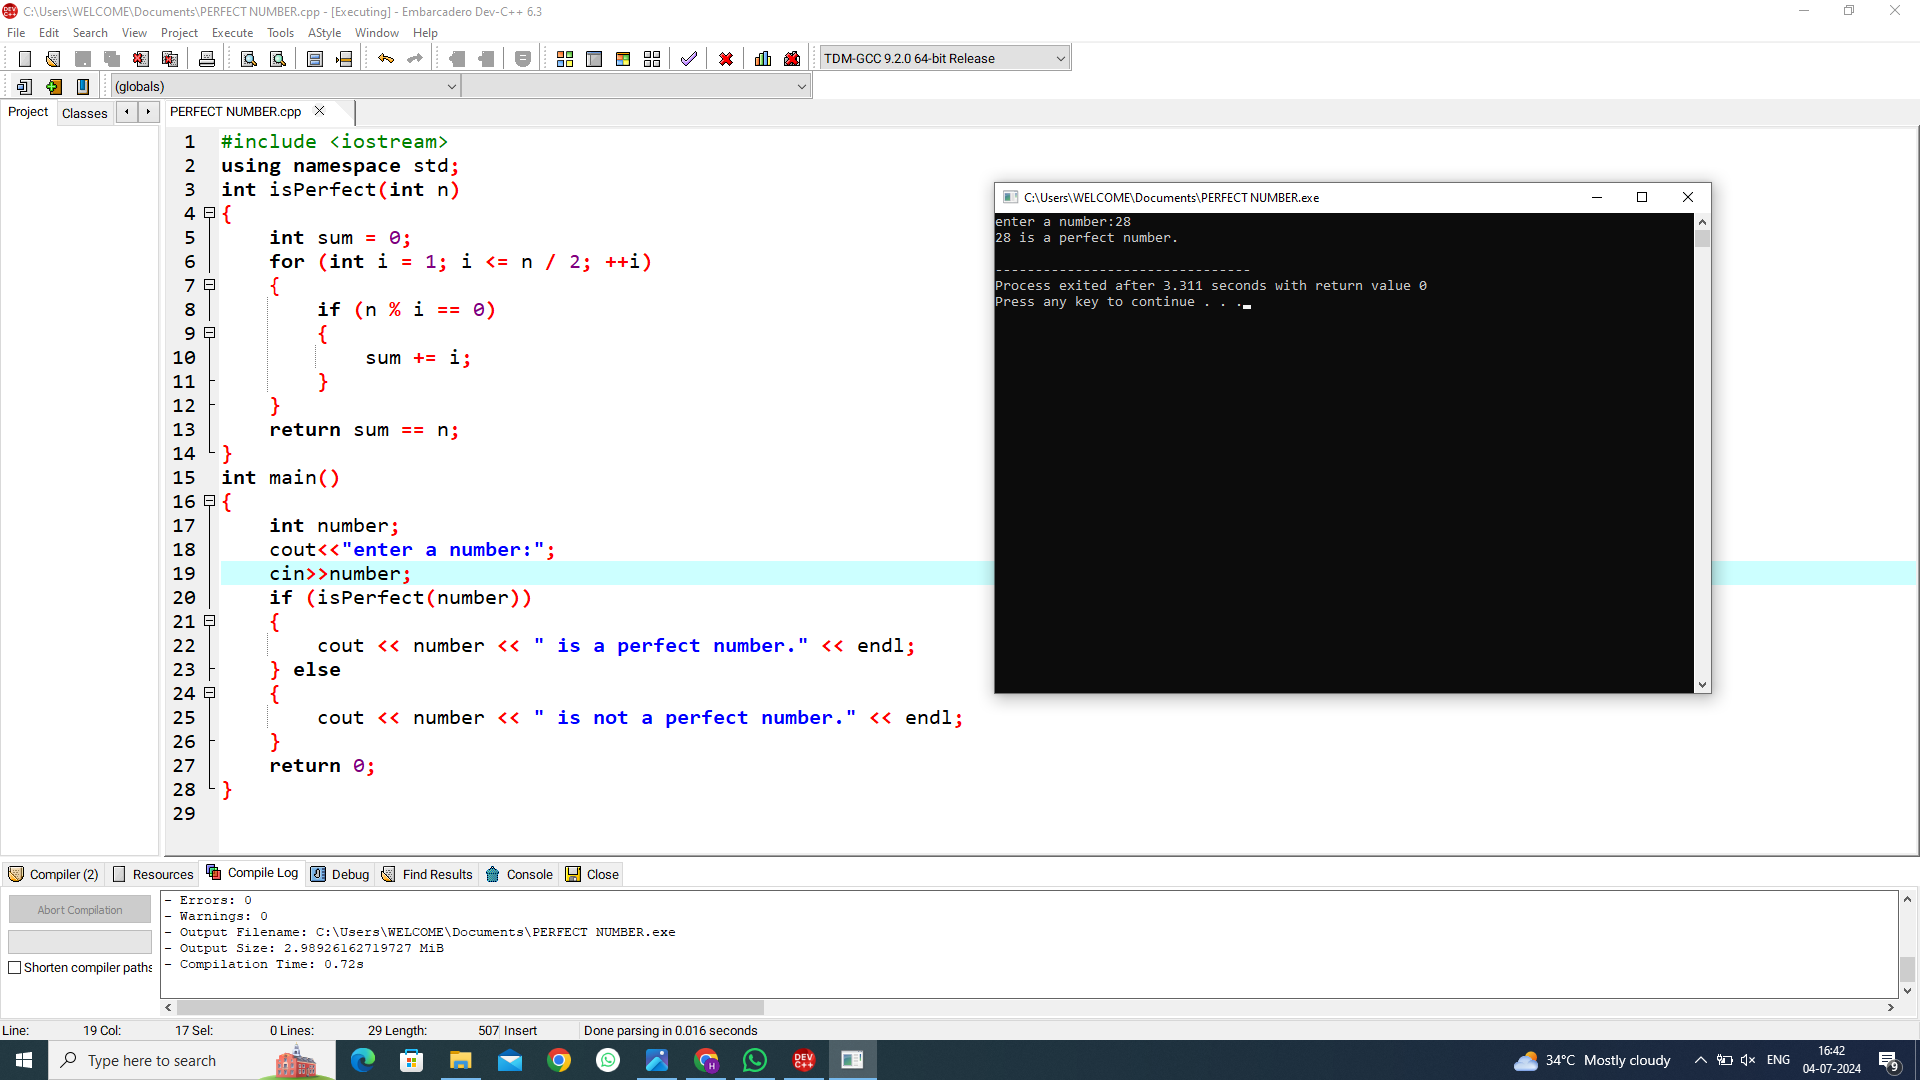 C:\Users\WELCOME\Documents\PERFECT NUMBER.cpp - [Executing] - Embarcadero Dev-C++ 6.3
File Edit Search View Project Execute Tools AStyle Window Help
TDM-GCC 9.2.0 64-bit Release
(globals)
Project Classes PERFECT NUMBER.cpp
1 #include <iostream>
2 using namespace std;
3 int isPerfect(int n)
4 {
5 int sum = 0;
6 for (int i = 1; i <= n / 2; ++i)
7 {
8 if (n % i == 0)
9 {
10 sum += i;
11 }
12 }
13 return sum == n;
14 }
15 int main()
16 {
17 int number;
18 cout<<"enter a number:";
19 cin>>number;
20 if (isPerfect(number))
21 {
22 cout << number << " is a perfect number." << endl;
23 } else
24 {
25 cout << number << " is not a perfect number." << endl;
26 }
27 return 0;
28 }
29
C:\Users\WELCOME\Documents\PERFECT NUMBER.exe
enter a number:28
28 is a perfect number.
--------------------------------
Process exited after 3.311 seconds with return value 0
Press any key to continue . . .
Compiler (2) Resources Compile Log Debug Find Results Console Close
Abort Compilation
Shorten compiler paths
- Errors: 0
- Warnings: 0
- Output Filename: C:\Users\WELCOME\Documents\PERFECT NUMBER.exe
- Output Size: 2.98926162719727 MiB
- Compilation Time: 0.72s
Line: 19 Col: 17 Sel: 0 Lines: 29 Length: 507 Insert Done parsing in 0.016 seconds
Type here to search
DEV C++
34°C Mostly cloudy
ENG
16:42
04-07-2024
9